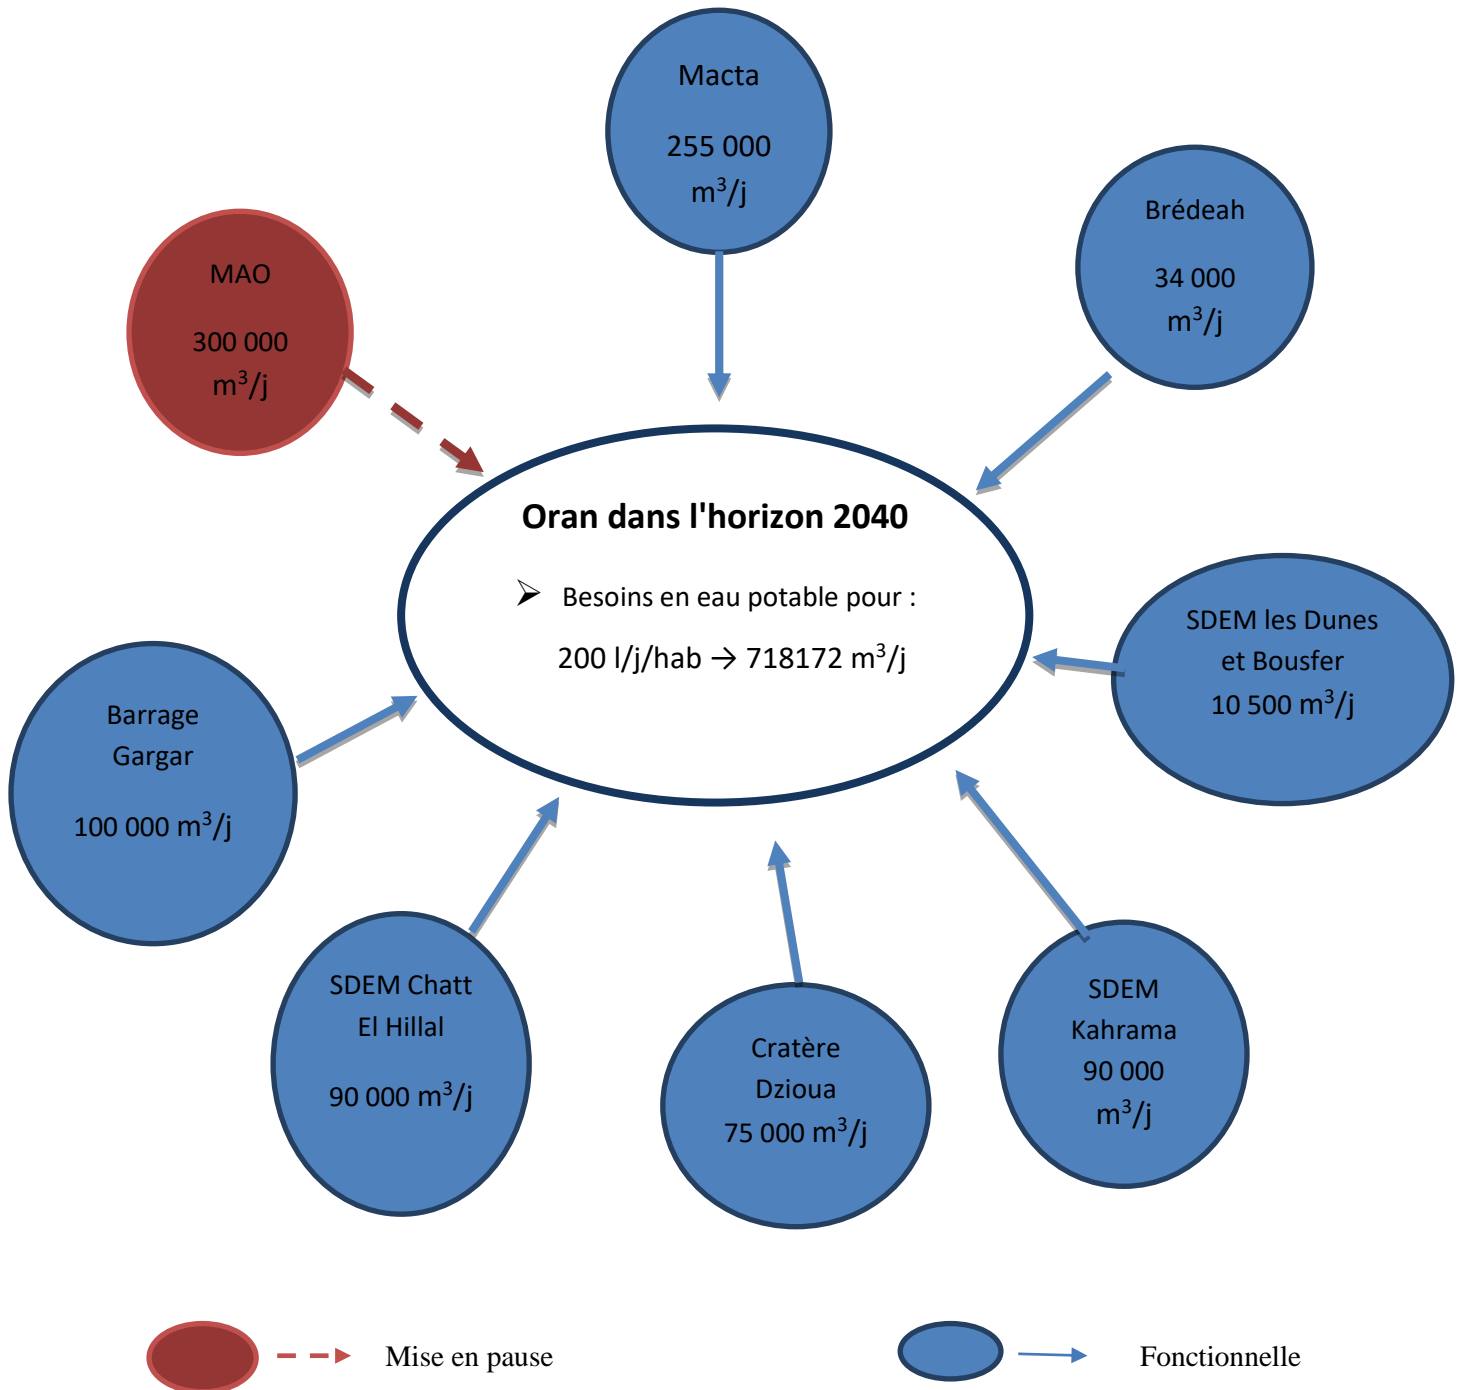 Macta
255 000
m³/j
Brédeah
34 000
m³/j
MAO
300 000
m³/j
Oran dans l'horizon 2040
➢ Besoins en eau potable pour :
200 l/j/hab → 718172 m³/j
SDEM les Dunes
et Bousfer
10 500 m³/j
Barrage
Gargar
100 000 m³/j
SDEM Chatt
El Hillal
90 000 m³/j
Cratère
Dzioua
75 000 m³/j
SDEM
Kahrama
90 000
m³/j
Mise en pause
Fonctionnelle